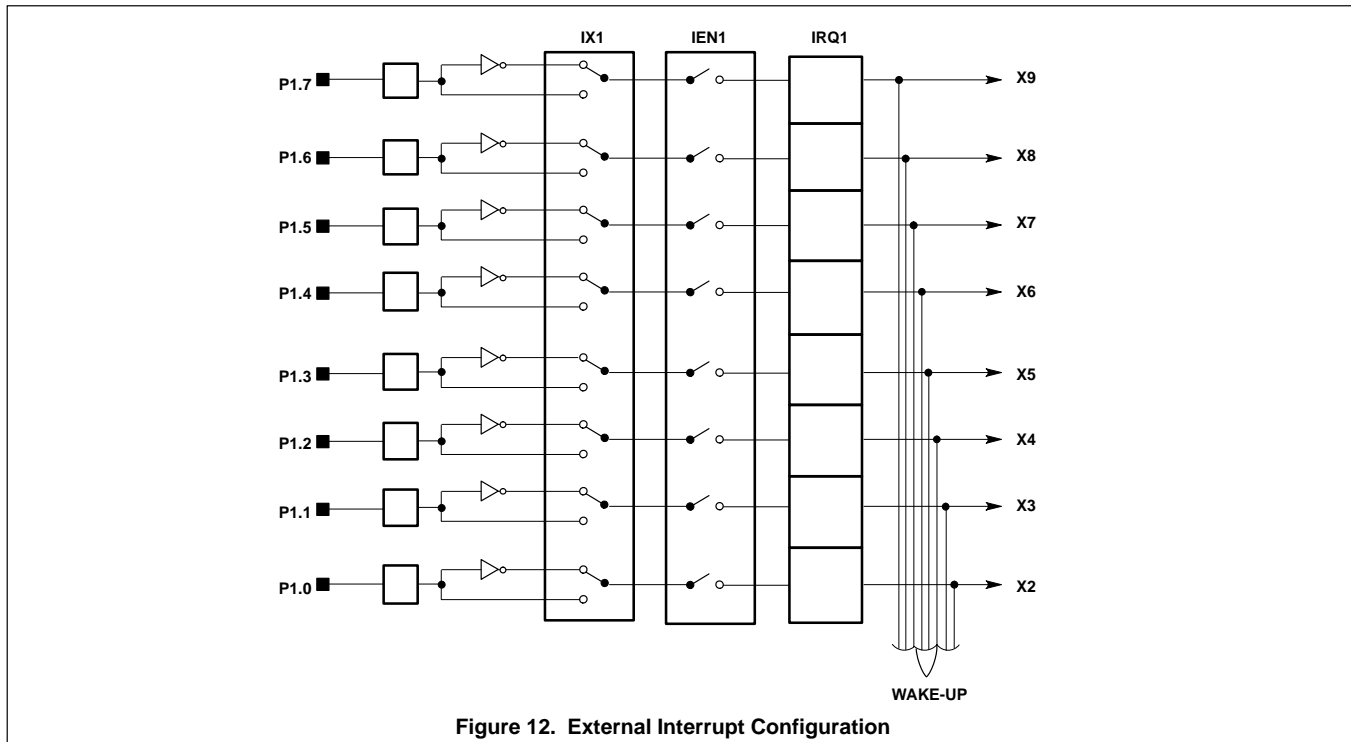 IX1 IEN1 IRQ1
P1.7 X9
P1.6 X8
P1.5 X7
P1.4 X6
P1.3 X5
P1.2 X4
P1.1 X3
P1.0 X2
WAKE-UP
Figure 12. External Interrupt Configuration